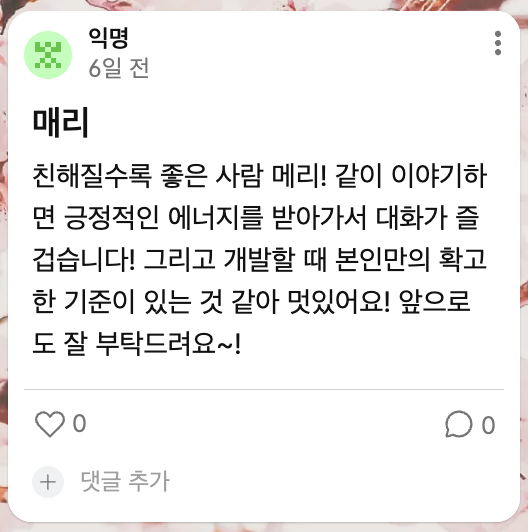 익명
6일 전
매리
친해질수록 좋은 사람 메리! 같이 이야기하
면 긍정적인 에너지를 받아가서 대화가 즐
겁습니다! 그리고 개발할 때 본인만의 확고
한 기준이 있는 것 같아 멋있어요! 앞으로
도 잘 부탁드려요~!
0
0
댓글 추가